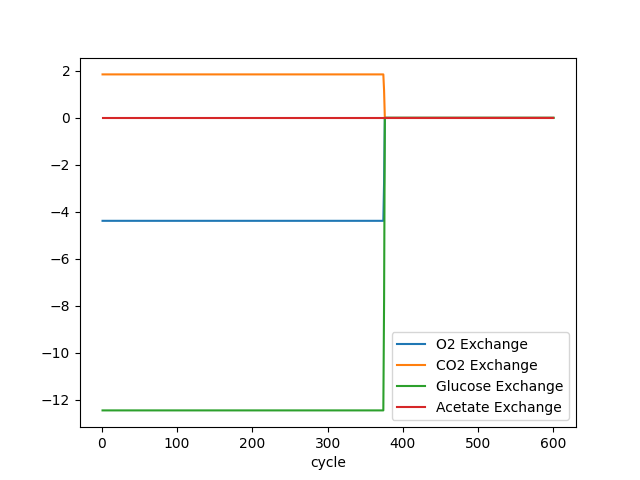 2
0
−2
−4
−6
−8
−10
−12
0 100 200 300 400 500 600
cycle
O2 Exchange
CO2 Exchange
Glucose Exchange
Acetate Exchange